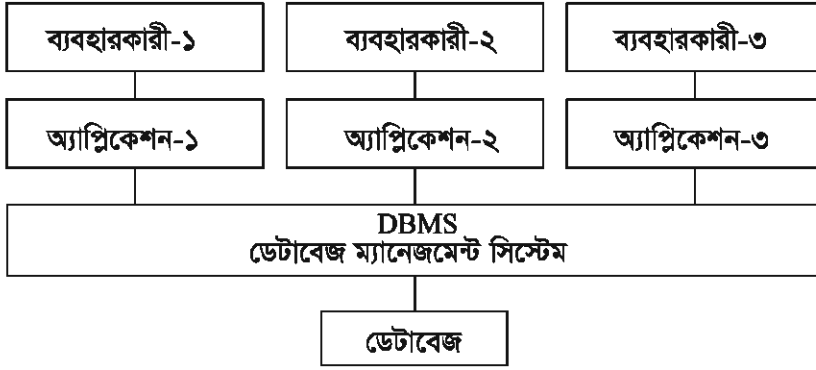 ব্যবহারকারী-১ ব্যবহারকারী-২ ব্যবহারকারী-৩
অ্যাপ্লিকেশন-১ অ্যাপ্লিকেশন-২ অ্যাপ্লিকেশন-৩
DBMS
ডেটাবেজ ম্যানেজমেন্ট সিস্টেম
ডেটাবেজ